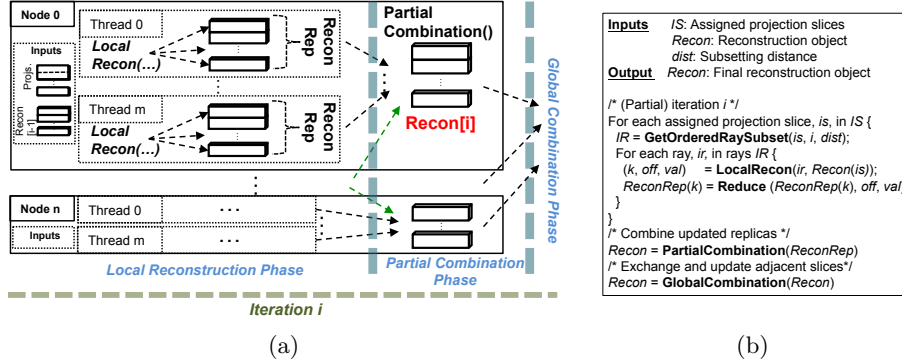 Node 0
Thread 0
Inputs
Projs.
Recon
[i-1]
Local
Recon(...)
Recon
Rep
Thread m
Local
Recon(...)
Recon
Rep
Partial
Combination()
Recon[i]
Node n
Thread 0
Inputs
Thread m
Local Reconstruction Phase
Partial Combination
Phase
Global Combination Phase
Iteration i
(a)
Inputs IS: Assigned projection slices
Recon: Reconstruction object
dist: Subsetting distance
Output Recon: Final reconstruction object
/* (Partial) iteration i */
For each assigned projection slice, is, in IS {
IR = GetOrderedRaySubset(is, i, dist);
For each ray, ir, in rays IR {
(k, off, val) = LocalRecon(ir, Recon(is));
ReconRep(k) = Reduce (ReconRep(k), off, val)
}
}
/* Combine updated replicas */
Recon = PartialCombination(ReconRep)
/* Exchange and update adjacent slices*/
Recon = GlobalCombination(Recon)
(b)